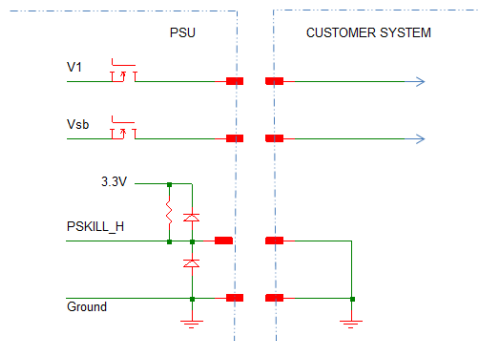 PSU
CUSTOMER SYSTEM
V1
Vsb
3.3V
PSKILL_H
Ground